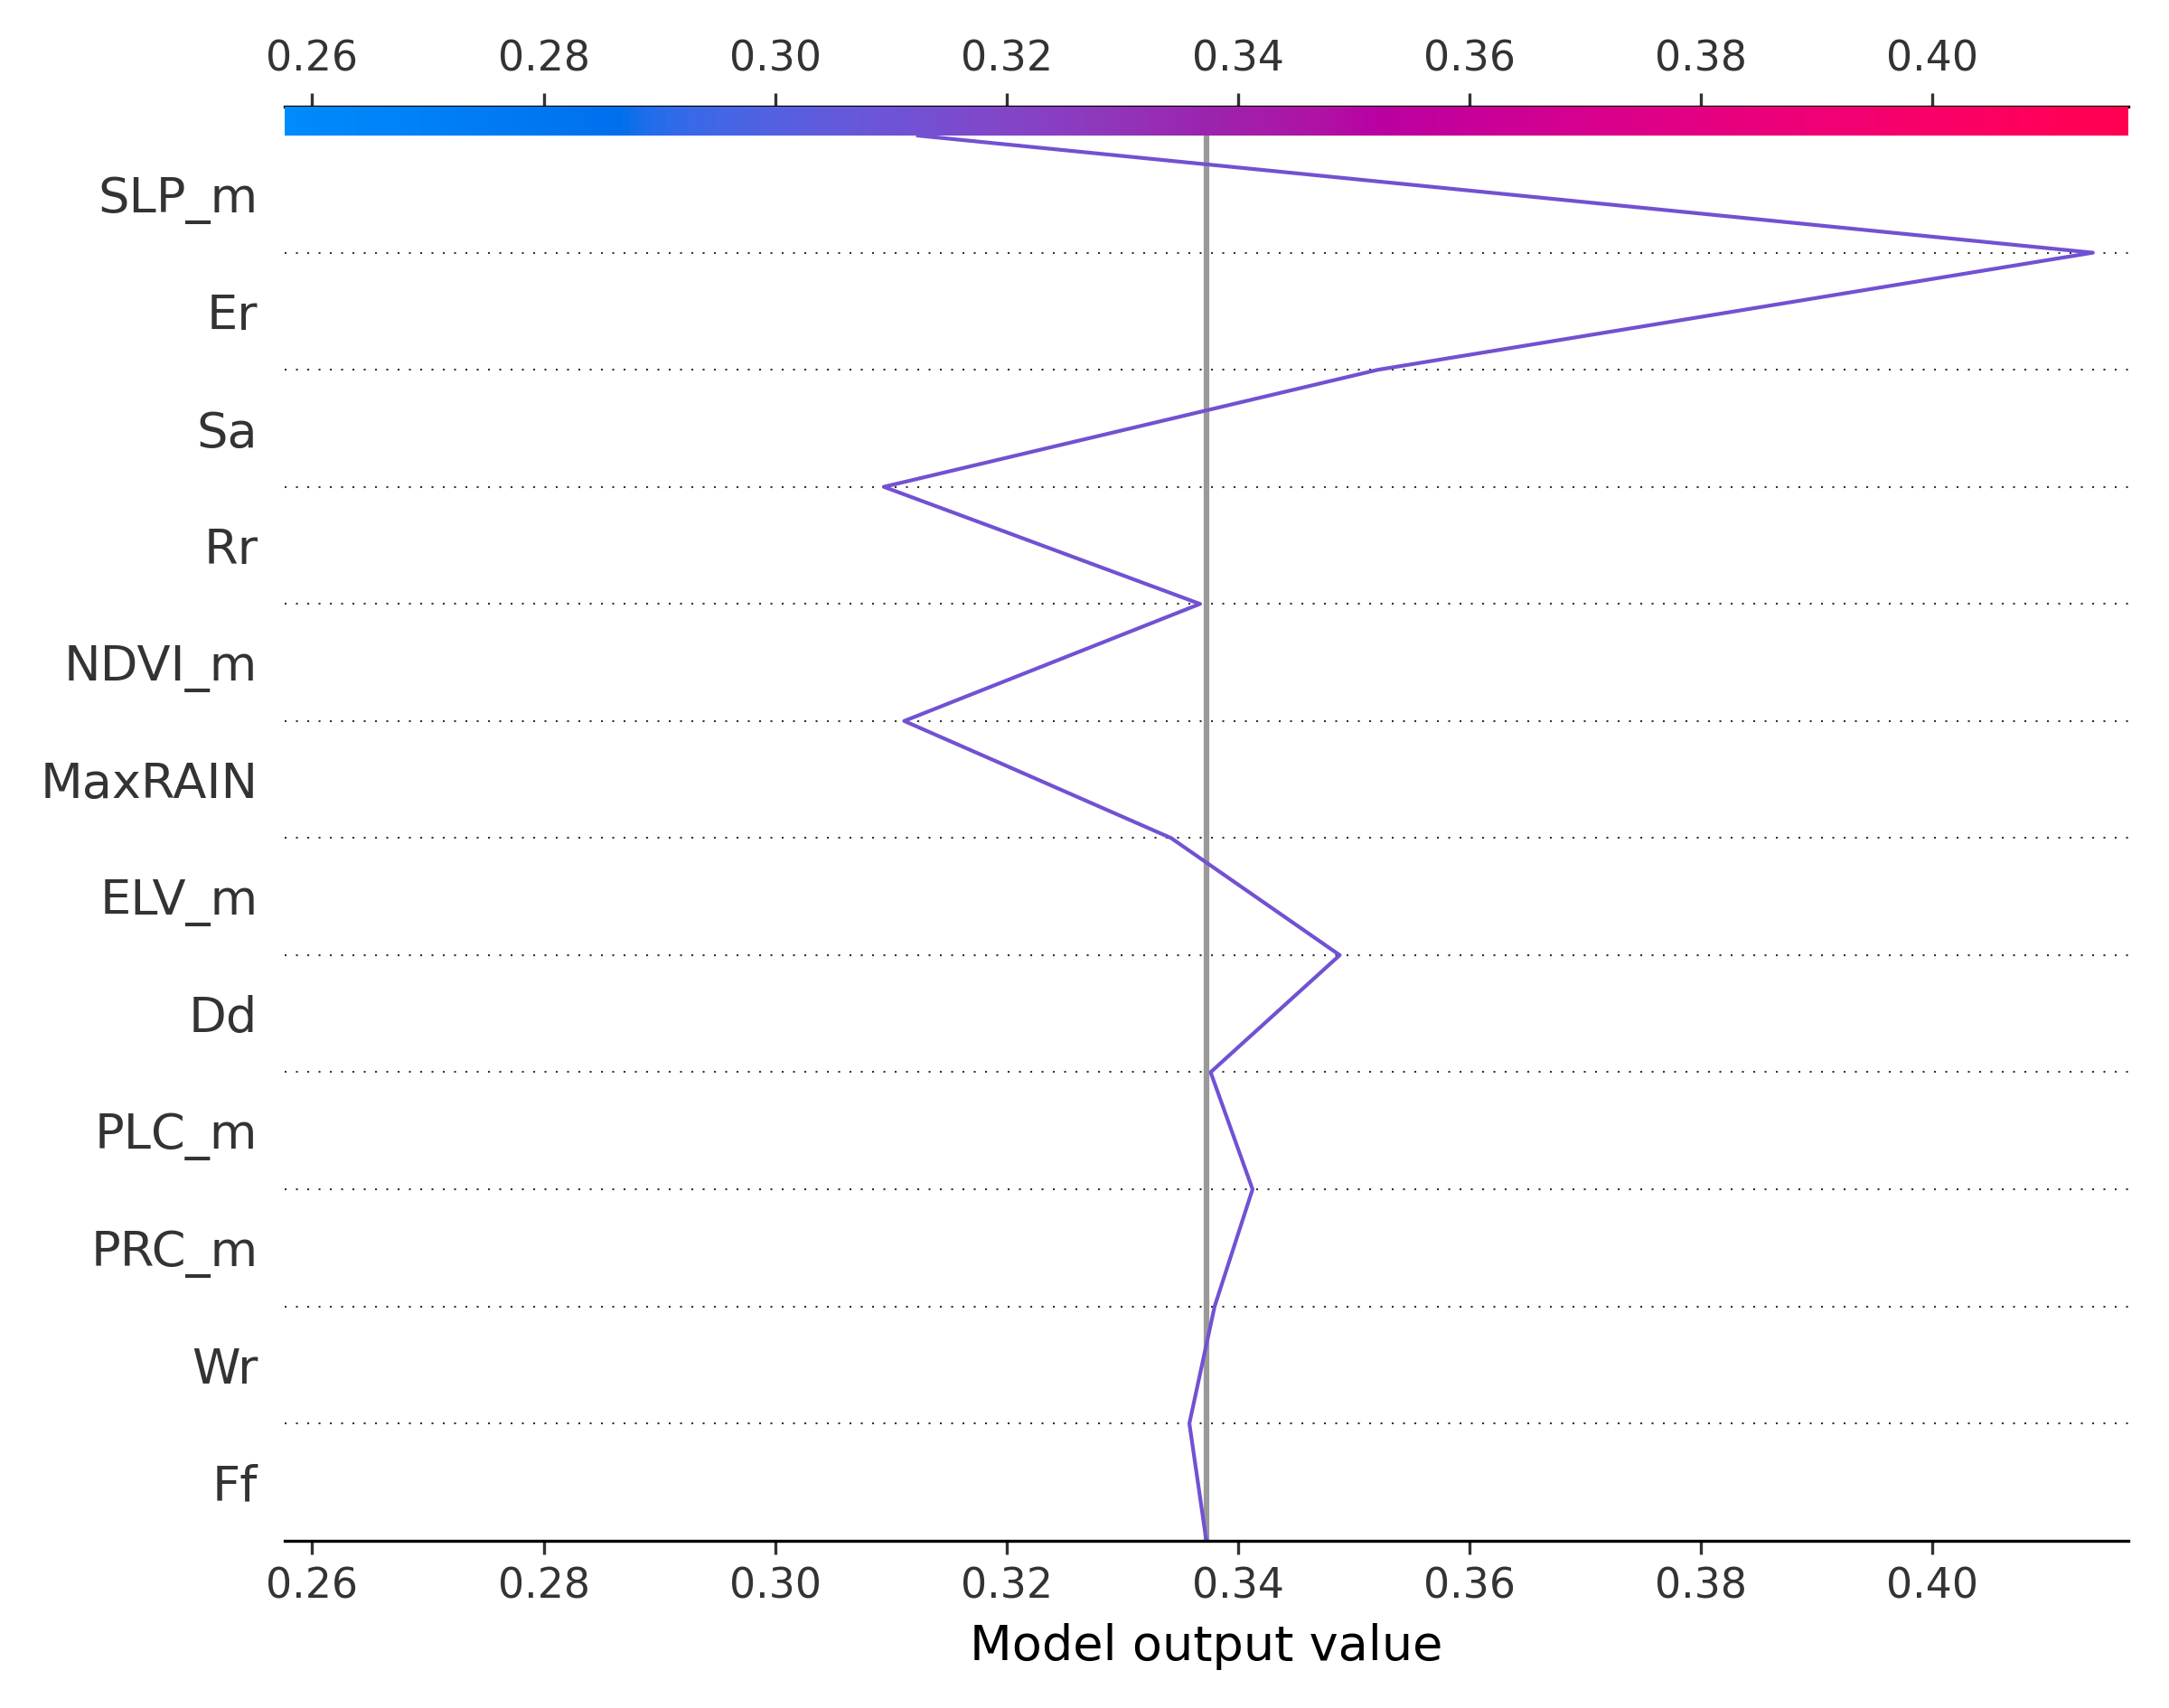 0.26 0.28 0.30 0.32 0.34 0.36 0.38 0.40
SLP_m
Er
Sa
Rr
NDVI_m
MaxRAIN
ELV_m
Dd
PLC_m
PRC_m
Wr
Ff
0.26 0.28 0.30 0.32 0.34 0.36 0.38 0.40
Model output value